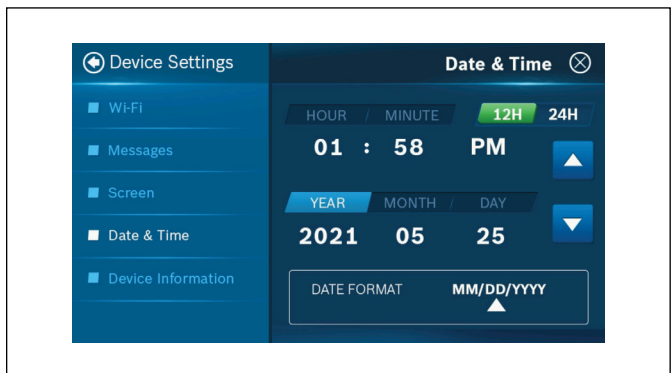 Device Settings
Wi-Fi
Messages
Screen
Date & Time
Device Information
Date & Time
HOUR / MINUTE 12H 24H
01 : 58 PM
YEAR MONTH / DAY
2021 05 25
DATE FORMAT MM/DD/YYYY